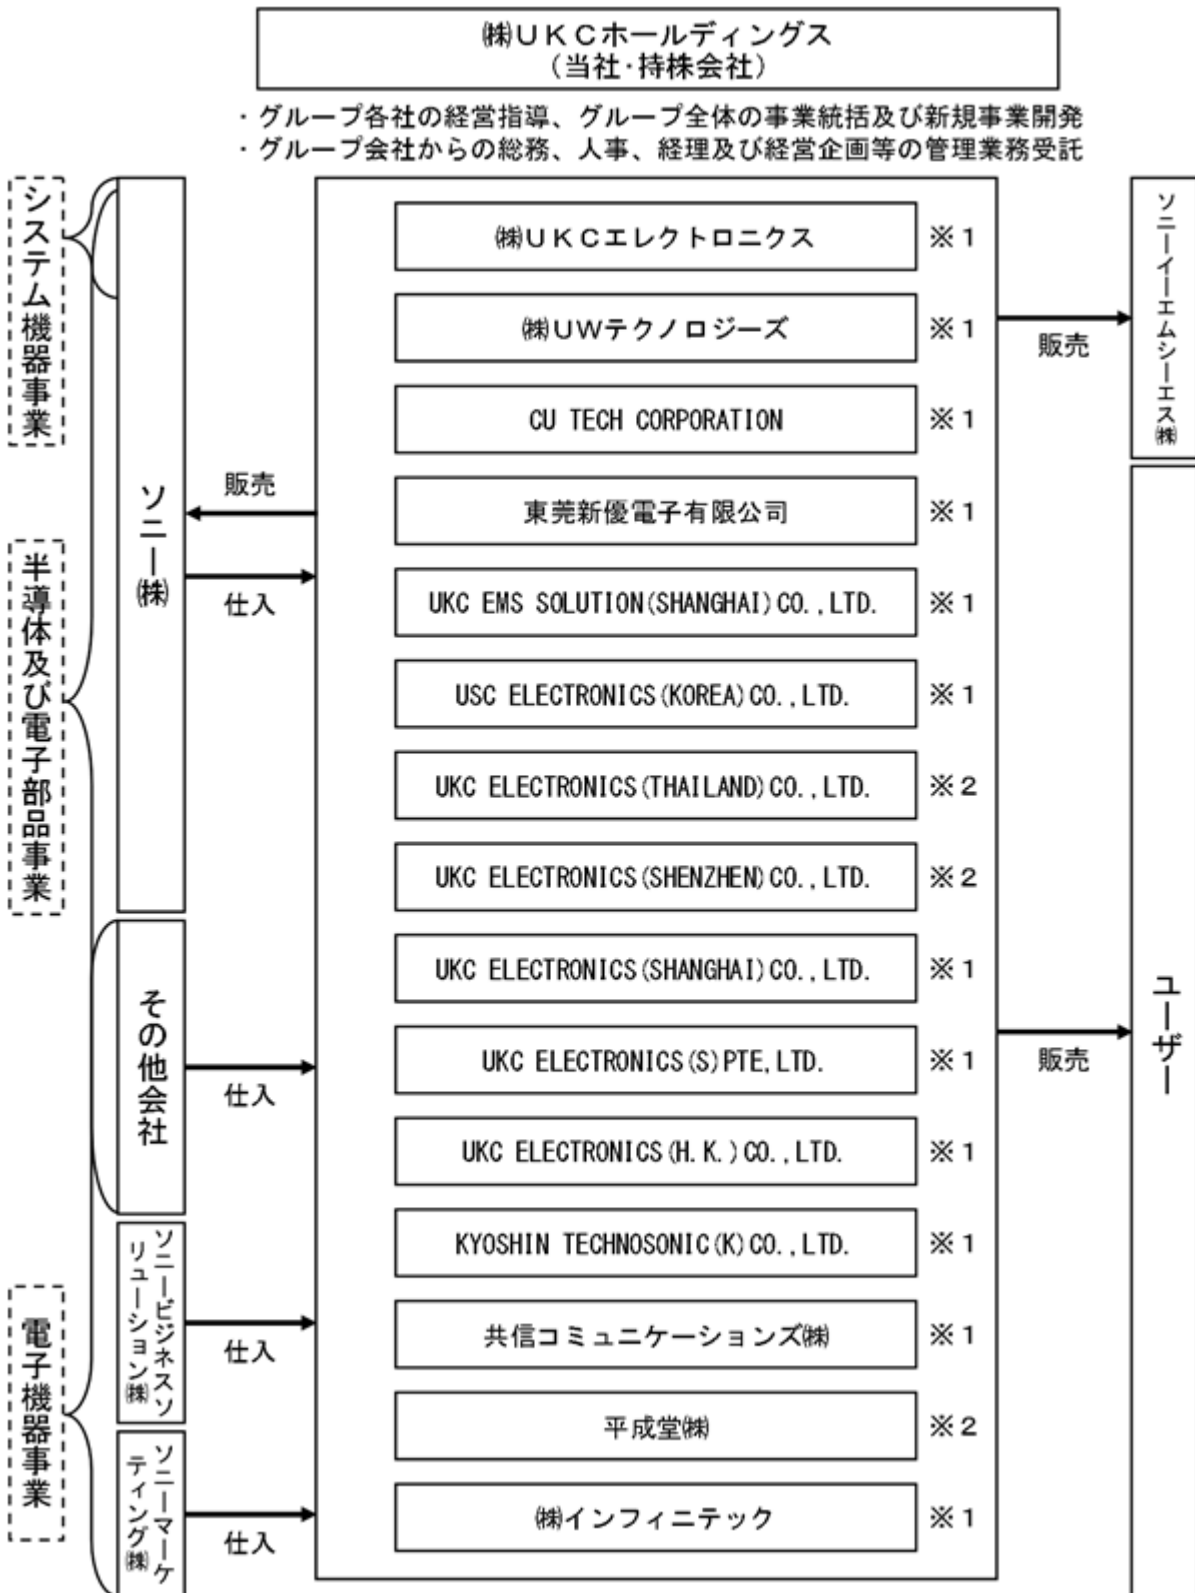 ㈱ＵＫＣホールディングス
（当社・持株会社）
・グループ各社の経営指導、グループ全体の事業統括及び新規事業開発
・グループ会社からの総務、人事、経理及び経営企画等の管理業務受託
システム機器事業
半導体及び電子部品事業
電子機器事業
ソニー㈱
その他会社
ソニービジネスソ
リューション㈱
ソニーマーケ
ティング㈱
販売
仕入
仕入
仕入
仕入
㈱ＵＫＣエレクトロニクス ※１
㈱ＵＷテクノロジーズ ※１
CU TECH CORPORATION ※１
東莞新優電子有限公司 ※１
UKC EMS SOLUTION(SHANGHAI)CO.,LTD. ※１
USC ELECTRONICS(KOREA)CO.,LTD. ※１
UKC ELECTRONICS(THAILAND)CO.,LTD. ※２
UKC ELECTRONICS(SHENZHEN)CO.,LTD. ※２
UKC ELECTRONICS(SHANGHAI)CO.,LTD. ※１
UKC ELECTRONICS(S)PTE,LTD. ※１
UKC ELECTRONICS(H.K.)CO.,LTD. ※１
KYOSHIN TECHNOSONIC(K)CO.,LTD. ※１
共信コミュニケーションズ㈱ ※１
平成堂㈱ ※２
㈱インフィニテック ※１
販売
販売
ソニーイーエムシーエス㈱
ユーザー